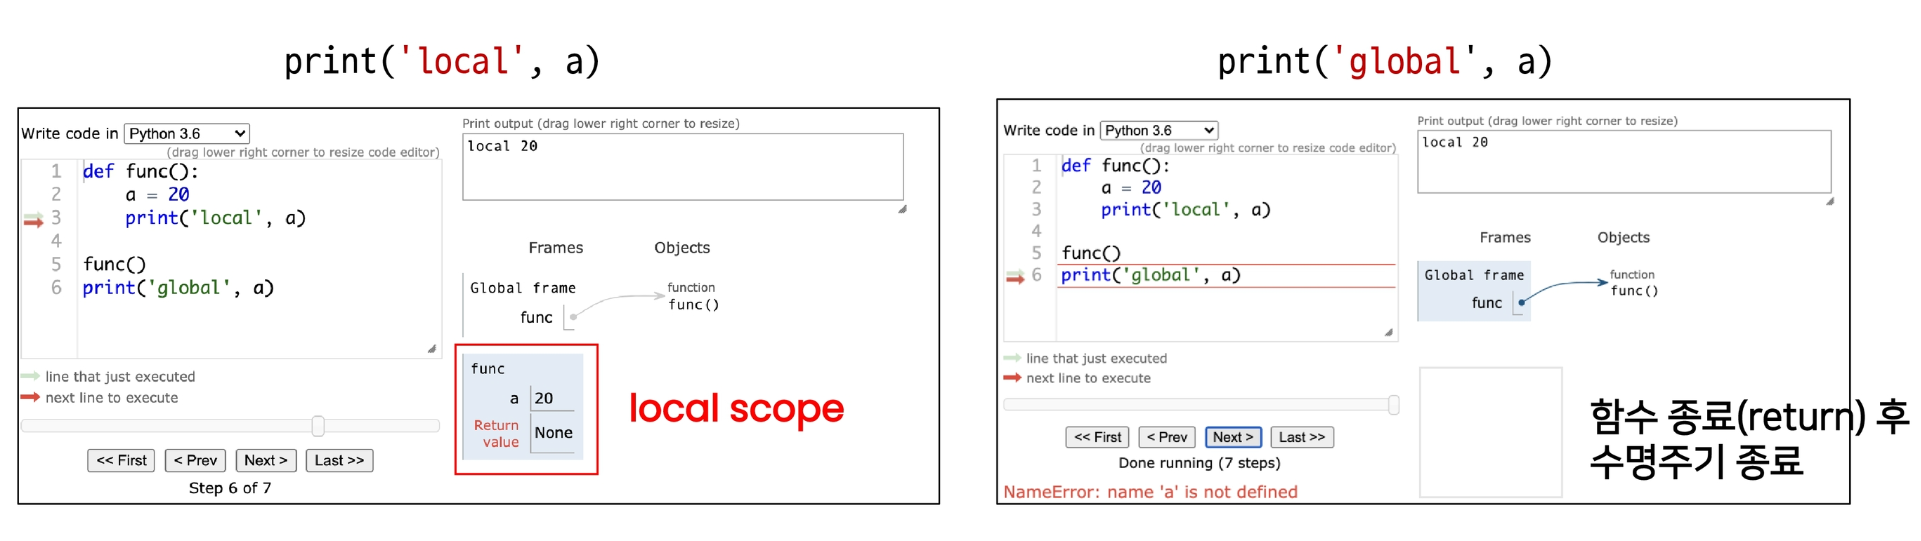 print('local', a)
Write code in Python 3.6
(drag lower right corner to resize code editor)
1 def func():
2 a = 20
3 print('local', a)
4
5 func()
6 print('global', a)
line that just executed
next line to execute
<< First < Prev Next > Last >>
Step 6 of 7
Print output (drag lower right corner to resize)
local 20
Frames Objects
Global frame
func
function
func()
func
a 20
Return
value None
local scope
print('global', a)
Write code in Python 3.6
(drag lower right corner to resize code editor)
1 def func():
2 a = 20
3 print('local', a)
4
5 func()
6 print('global', a)
line that just executed
next line to execute
<< First < Prev Next > Last >>
Done running (7 steps)
NameError: name 'a' is not defined
Print output (drag lower right corner to resize)
local 20
Frames Objects
Global frame
func
function
func()
함수 종료(return) 후
수명주기 종료